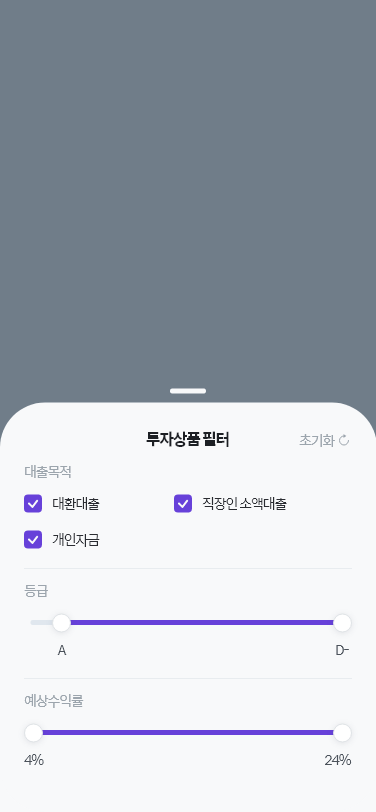 투자상품 필터
초기화
대출목적
대환대출
직장인 소액대출
개인자금
등급
A
D-
예상수익률
4%
24%